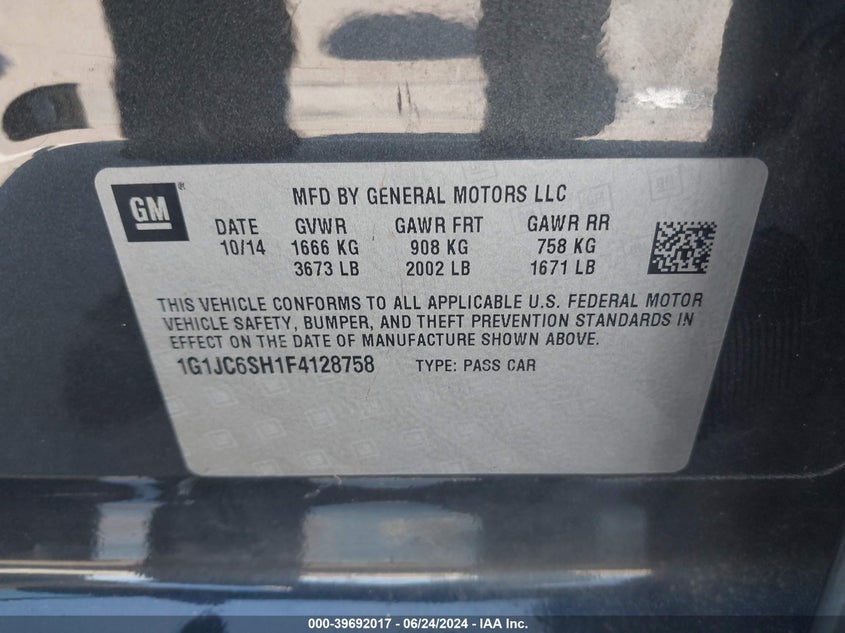 GM®
MFD BY GENERAL MOTORS LLC
DATE GVWR GAWR FRT GAWR RR
10/14 1666 KG 908 KG 758 KG
3673 LB 2002 LB 1671 LB
THIS VEHICLE CONFORMS TO ALL APPLICABLE U.S. FEDERAL MOTOR
VEHICLE SAFETY, BUMPER, AND THEFT PREVENTION STANDARDS IN
EFFECT ON THE DATE OF MANUFACTURE SHOWN ABOVE.
1G1JC6SH1F4128758 TYPE: PASS CAR
000-39692017 / 06/24/2024 - IAA Inc.